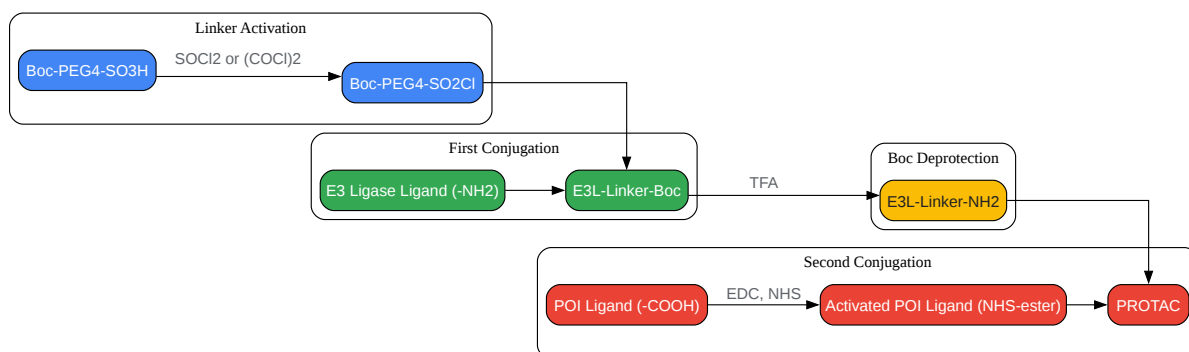 Linker Activation
Boc-PEG4-SO3H
SOCl2 or (COCl)2
Boc-PEG4-SO2Cl
First Conjugation
E3 Ligase Ligand (-NH2)
E3L-Linker-Boc
TFA
Boc Deprotection
E3L-Linker-NH2
Second Conjugation
POI Ligand (-COOH)
EDC, NHS
Activated POI Ligand (NHS-ester)
PROTAC